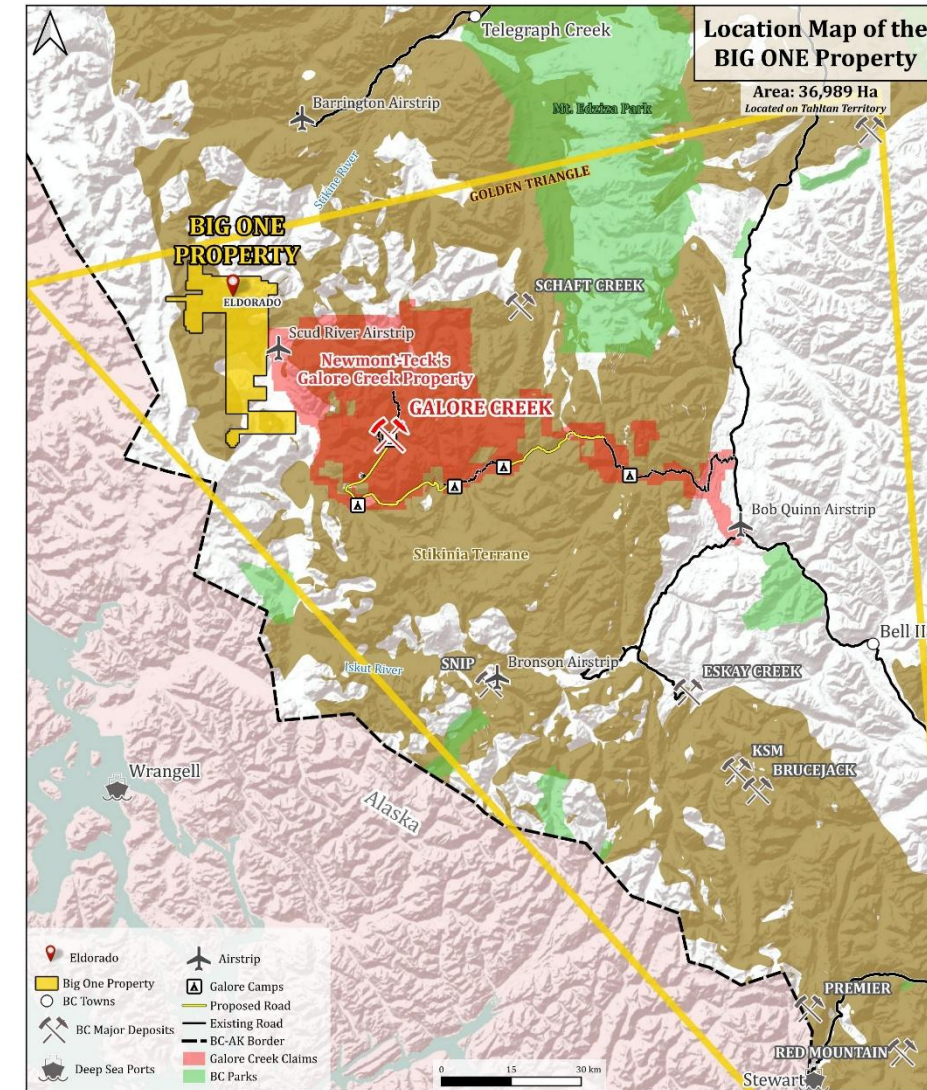 Location Map of the
BIG ONE Property
Area: 36,989 Ha
Located on Tahltan Territory
Telegraph Creek
Barrington Airstrip
Mt. Edziza Park
Stikine River
GOLDEN TRIANGLE
BIG ONE
PROPERTY
ELDORADO
SCHAFT CREEK
Scud River Airstrip
Newmont-Teck's
Galore Creek Property
GALORE CREEK
Bob Quinn Airstrip
Stikinia Terrane
Bell II
Iskut River
SNIP
Bronson Airstrip
ESKAY CREEK
KSM
BRUCEJACK
Wrangell
Alaska
PREMIER
RED MOUNTAIN
Stewart
Eldorado
Big One Property
BC Towns
BC Major Deposits
Deep Sea Ports
Airstrip
Galore Camps
Proposed Road
Existing Road
BC-AK Border
Galore Creek Claims
BC Parks
0 15 30 km